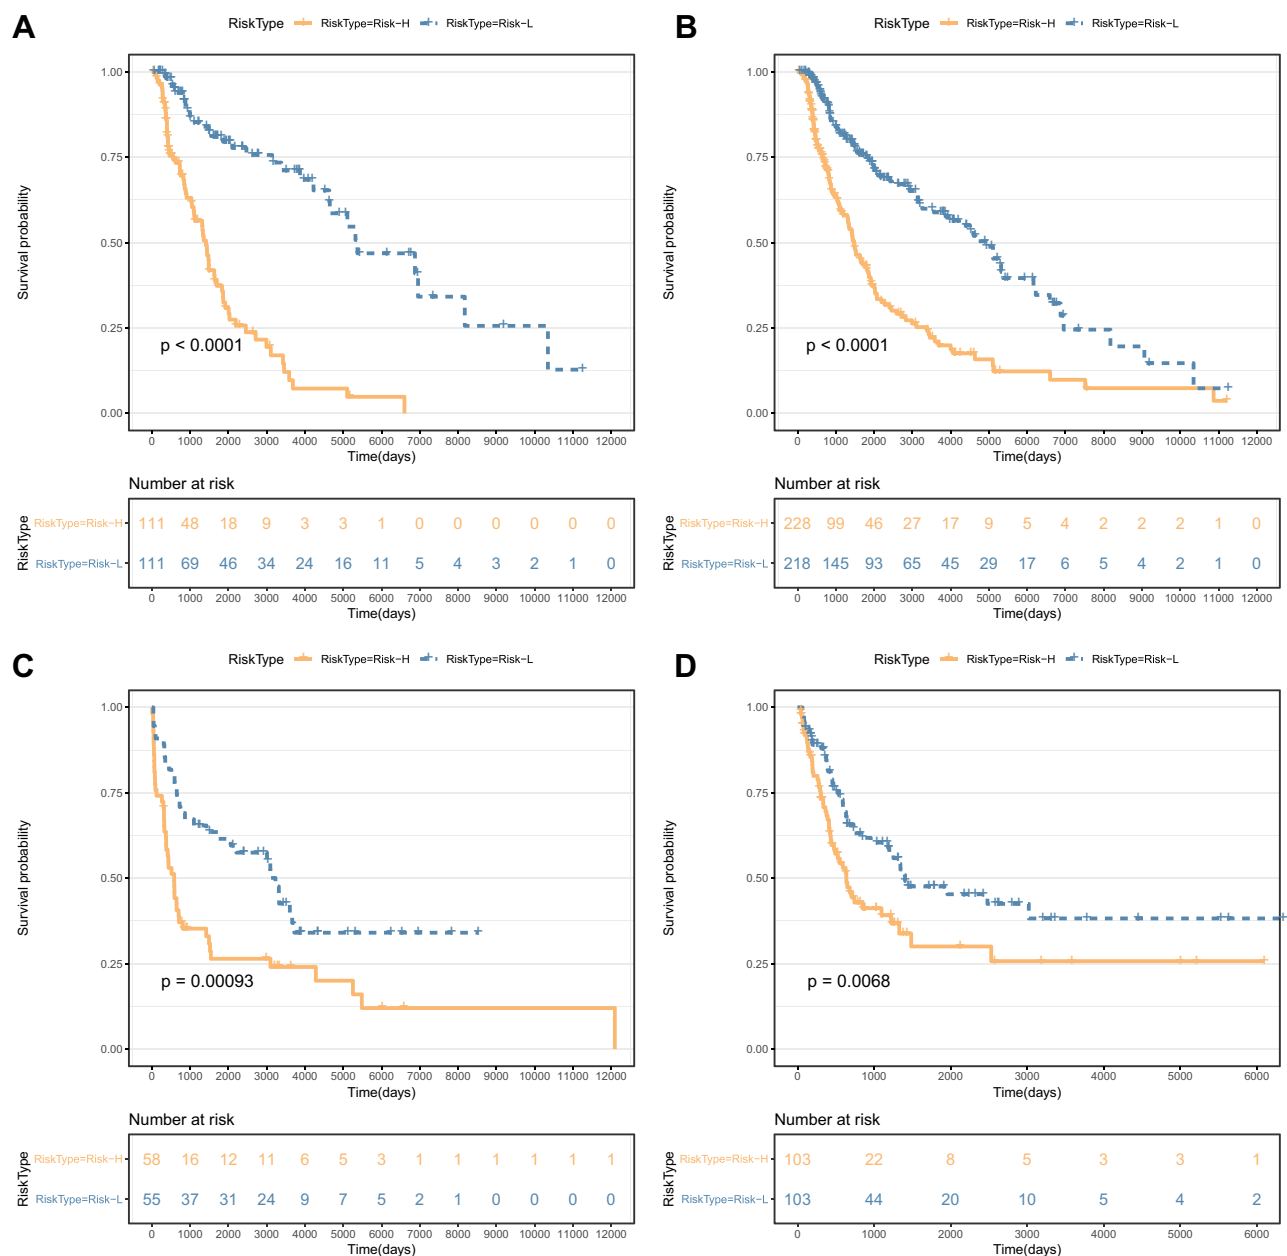 A
RiskType RiskType=Risk−H RiskType=Risk−L
Survival probability
1.00
0.75
0.50
0.25
0.00
p < 0.0001
0 1000 2000 3000 4000 5000 6000 7000 8000 9000 10000 11000 12000
Time(days)
Number at risk
RiskType
RiskType=Risk−H 111 48 18 9 3 3 1 0 0 0 0 0 0
RiskType=Risk−L 111 69 46 34 24 16 11 5 4 3 2 1 0
0 1000 2000 3000 4000 5000 6000 7000 8000 9000 10000 11000 12000
Time(days)
B
RiskType RiskType=Risk−H RiskType=Risk−L
Survival probability
1.00
0.75
0.50
0.25
0.00
p < 0.0001
0 1000 2000 3000 4000 5000 6000 7000 8000 9000 10000 11000 12000
Time(days)
Number at risk
RiskType
RiskType=Risk−H 228 99 46 27 17 9 5 4 2 2 2 1 0
RiskType=Risk−L 218 145 93 65 45 29 17 6 5 4 2 1 0
0 1000 2000 3000 4000 5000 6000 7000 8000 9000 10000 11000 12000
Time(days)
C
RiskType RiskType=Risk−H RiskType=Risk−L
Survival probability
1.00
0.75
0.50
0.25
0.00
p = 0.00093
0 1000 2000 3000 4000 5000 6000 7000 8000 9000 10000 11000 12000
Time(days)
Number at risk
RiskType
RiskType=Risk−H 58 16 12 11 6 5 3 1 1 1 1 1 1
RiskType=Risk−L 55 37 31 24 9 7 5 2 1 0 0 0 0
0 1000 2000 3000 4000 5000 6000 7000 8000 9000 10000 11000 12000
Time(days)
D
RiskType RiskType=Risk−H RiskType=Risk−L
Survival probability
1.00
0.75
0.50
0.25
0.00
p = 0.0068
0 1000 2000 3000 4000 5000 6000
Time(days)
Number at risk
RiskType
RiskType=Risk−H 103 22 8 5 3 3 1
RiskType=Risk−L 103 44 20 10 5 4 2
0 1000 2000 3000 4000 5000 6000
Time(days)